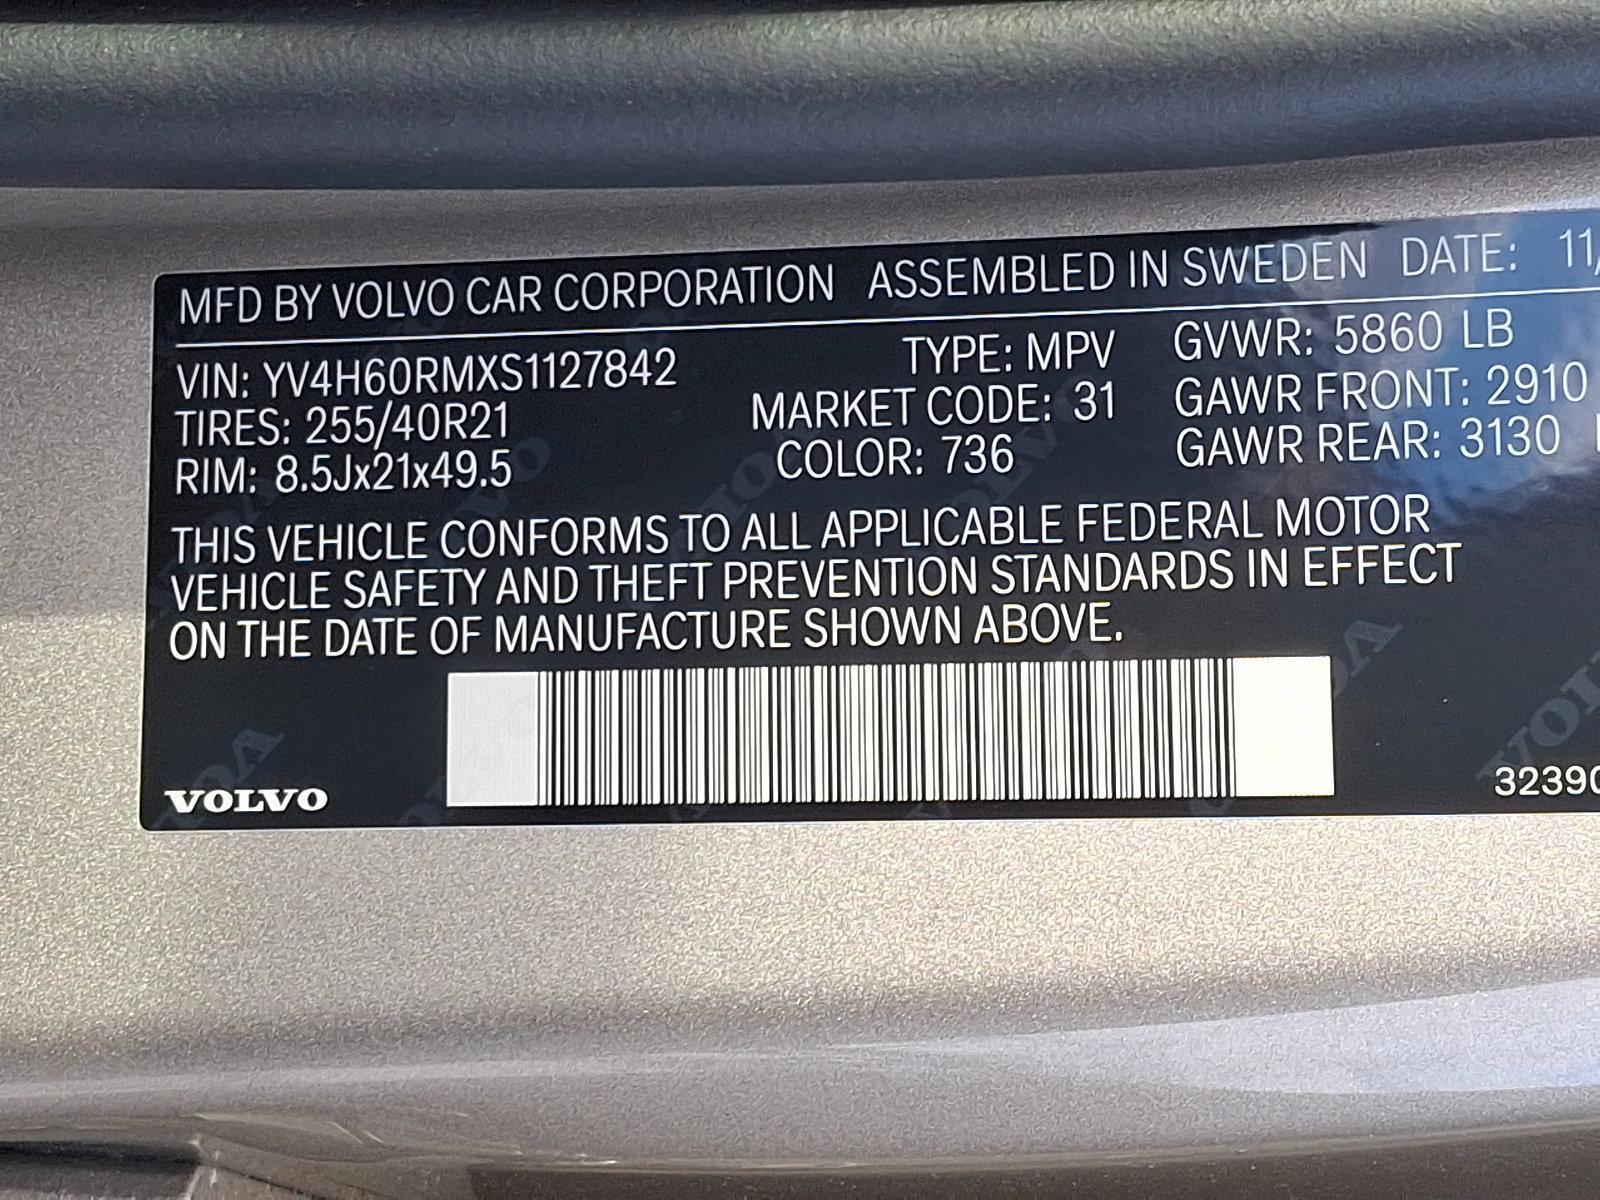 MFD BY VOLVO CAR CORPORATION ASSEMBLED IN SWEDEN DATE: 11/
VIN: YV4H60RMXS1127842 TYPE: MPV GVWR: 5860 LB
TIRES: 255/40R21 MARKET CODE: 31 GAWR FRONT: 2910
RIM: 8.5Jx21x49.5 COLOR: 736 GAWR REAR: 3130
THIS VEHICLE CONFORMS TO ALL APPLICABLE FEDERAL MOTOR
VEHICLE SAFETY AND THEFT PREVENTION STANDARDS IN EFFECT
ON THE DATE OF MANUFACTURE SHOWN ABOVE.
VOLVO
32390